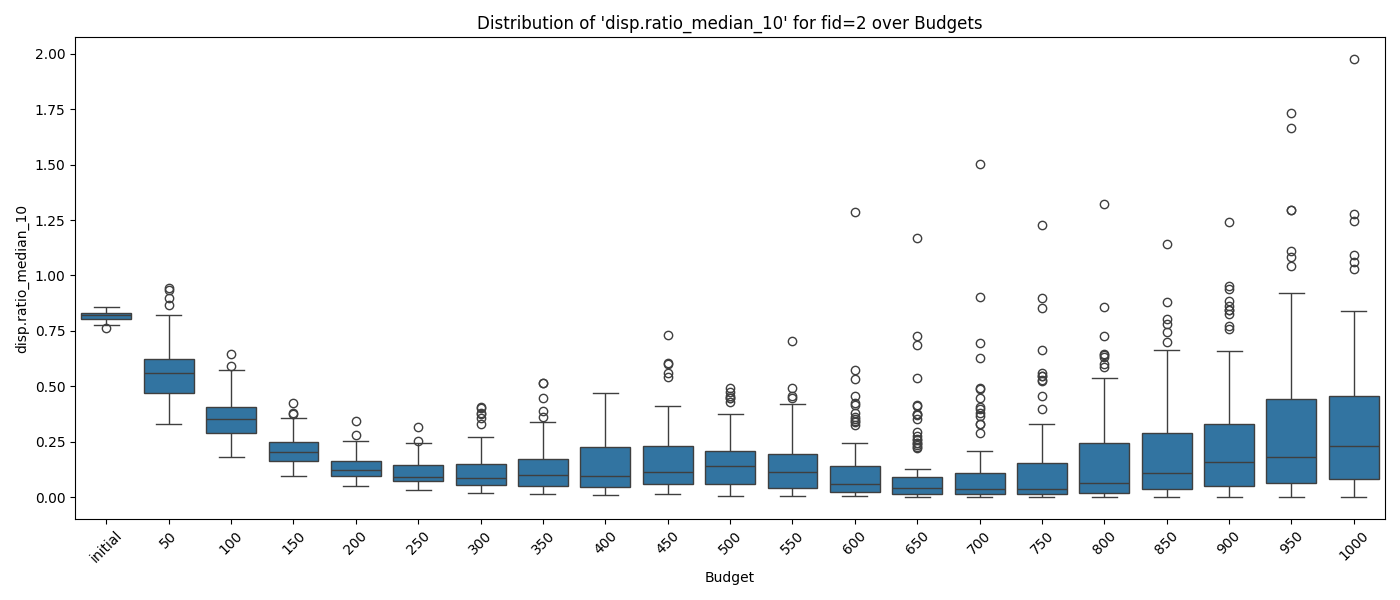 Distribution of 'disp.ratio_median_10' for fid=2 over Budgets
disp.ratio_median_10
2.00
1.75
1.50
1.25
1.00
0.75
0.50
0.25
0.00
initial 50 100 150 200 250 300 350 400 450 500 550 600 650 700 750 800 850 900 950 1000
Budget